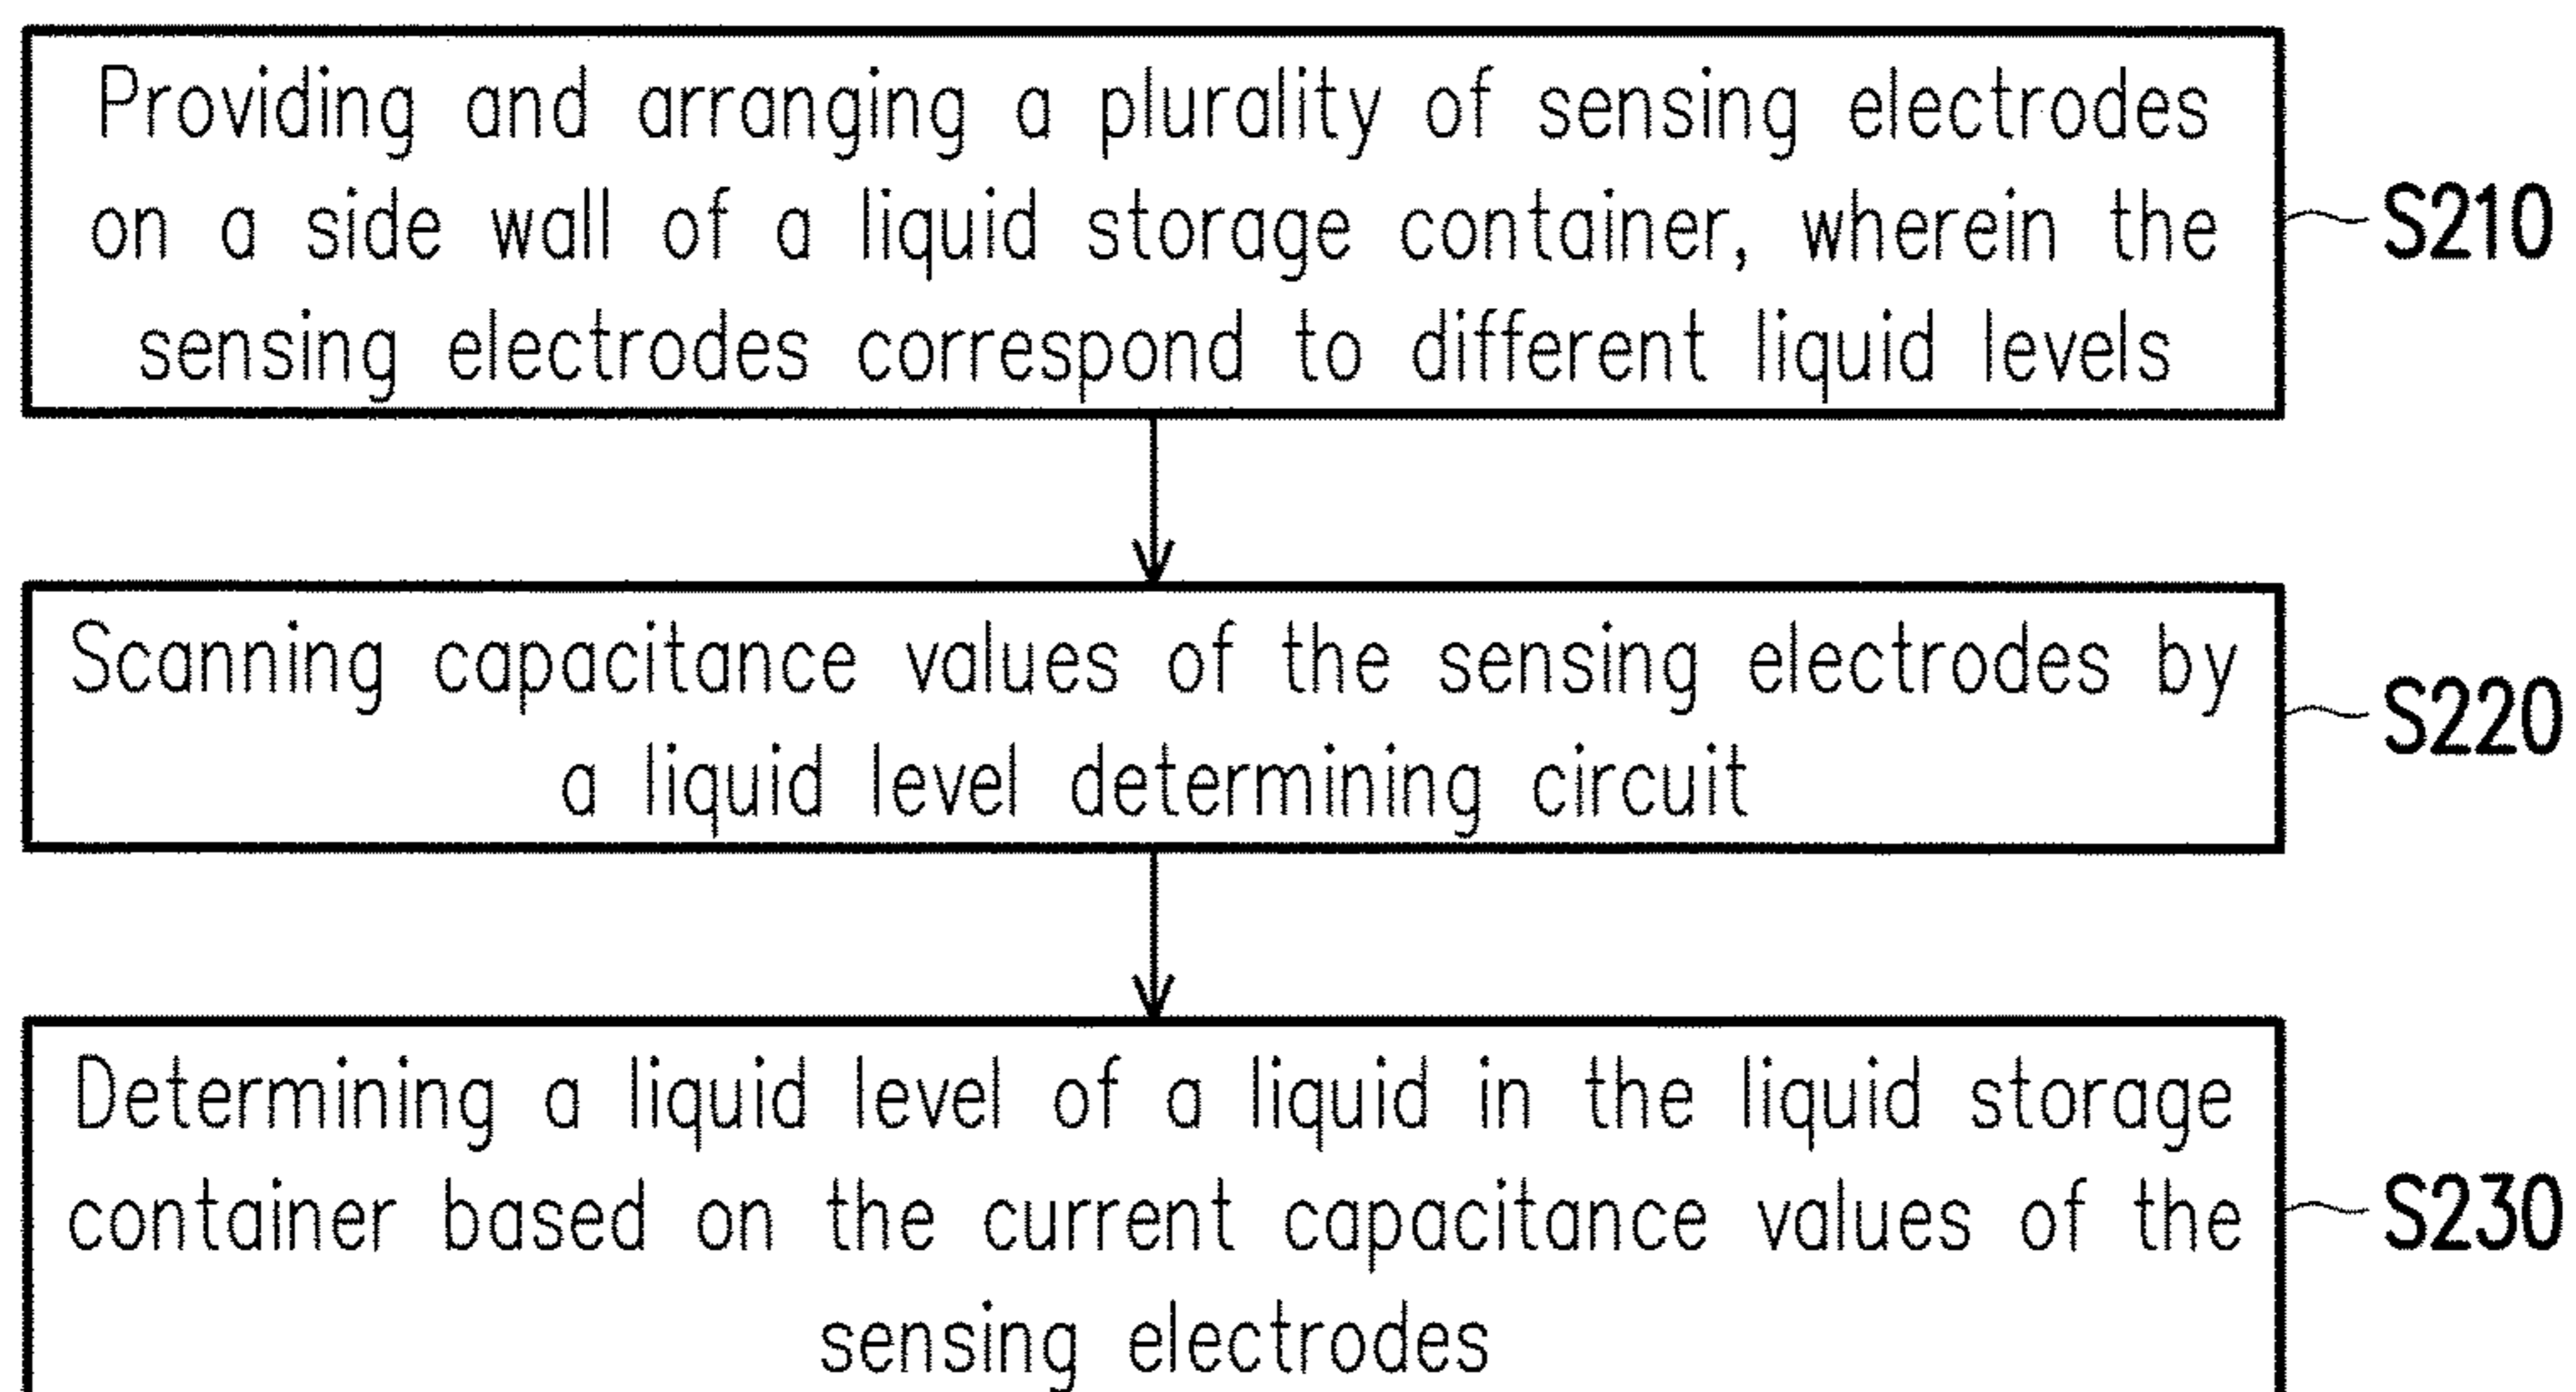 Providing and arranging a plurality of sensing electrodes
on a side wall of a liquid storage container, wherein the
sensing electrodes correspond to different liquid levels
S210
Scanning capacitance values of the sensing electrodes by
a liquid level determining circuit
S220
Determining a liquid level of a liquid in the liquid storage
container based on the current capacitance values of the
sensing electrodes
S230